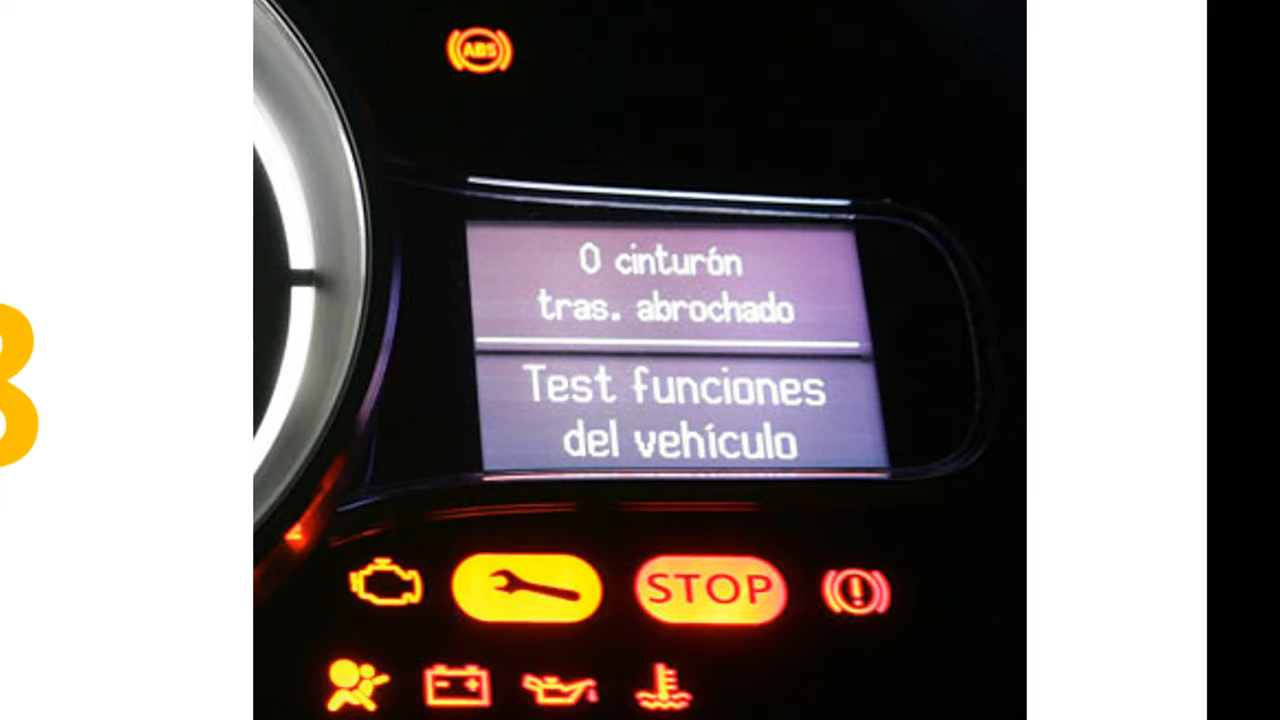 ABS
0 cinturón
tras. abrochado
Test funciones
del vehículo
STOP